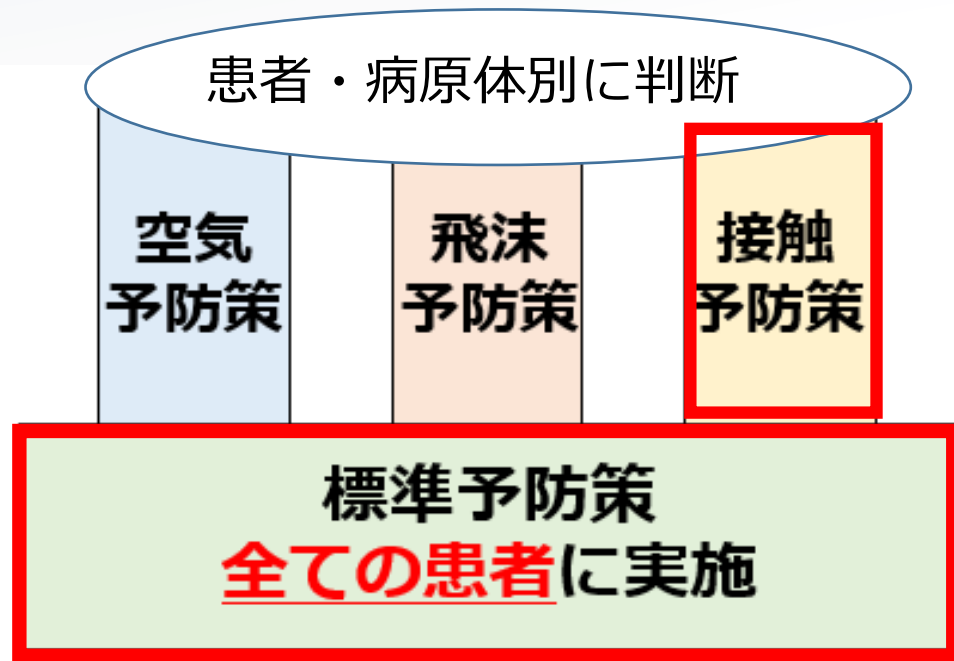 患者・病原体別に判断
空気
予防策
飛沫
予防策
接触
予防策
標準予防策
全ての患者に実施